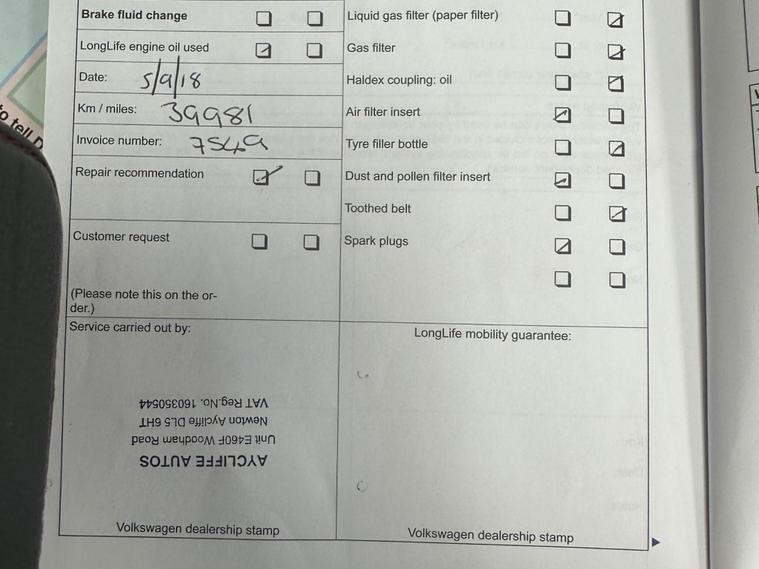 Brake fluid change
LongLife engine oil used
Date: 5/9/18
Km / miles: 39981
Invoice number: 7549
Repair recommendation
Customer request
(Please note this on the or-
der.)
Service carried out by:
AYCLIFFE AUTOS
Unit E460F Woodham Road
Newton Aycliffe DL5 6HT
VAT Reg.No. 160350544
Volkswagen dealership stamp
Liquid gas filter (paper filter)
Gas filter
Haldex coupling: oil
Air filter insert
Tyre filler bottle
Dust and pollen filter insert
Toothed belt
Spark plugs
LongLife mobility guarantee:
Volkswagen dealership stamp
to tell